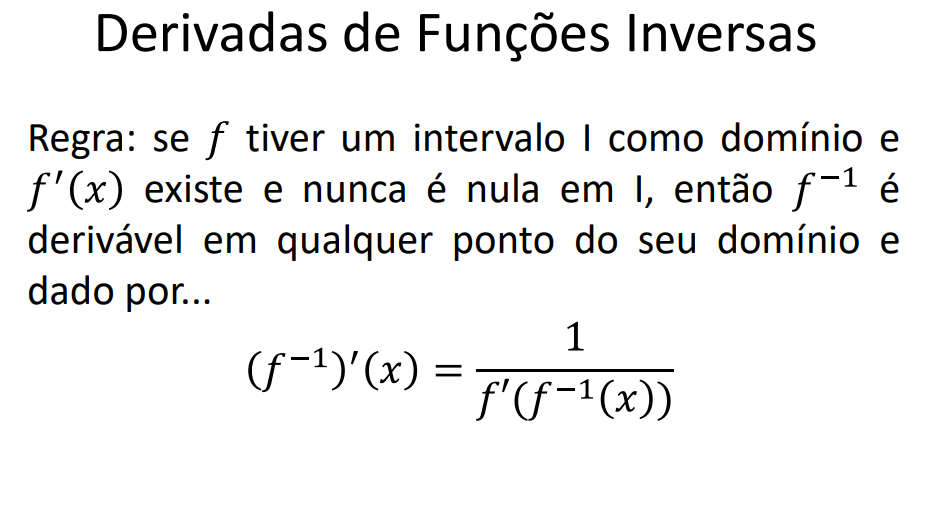 Derivadas de Funções Inversas
Regra: se f tiver um intervalo I como domínio e
f′(x) existe e nunca é nula em I, então f⁻¹ é
derivável em qualquer ponto do seu domínio e
dado por...
(f⁻¹)′(x) = 1 / f′(f⁻¹(x))